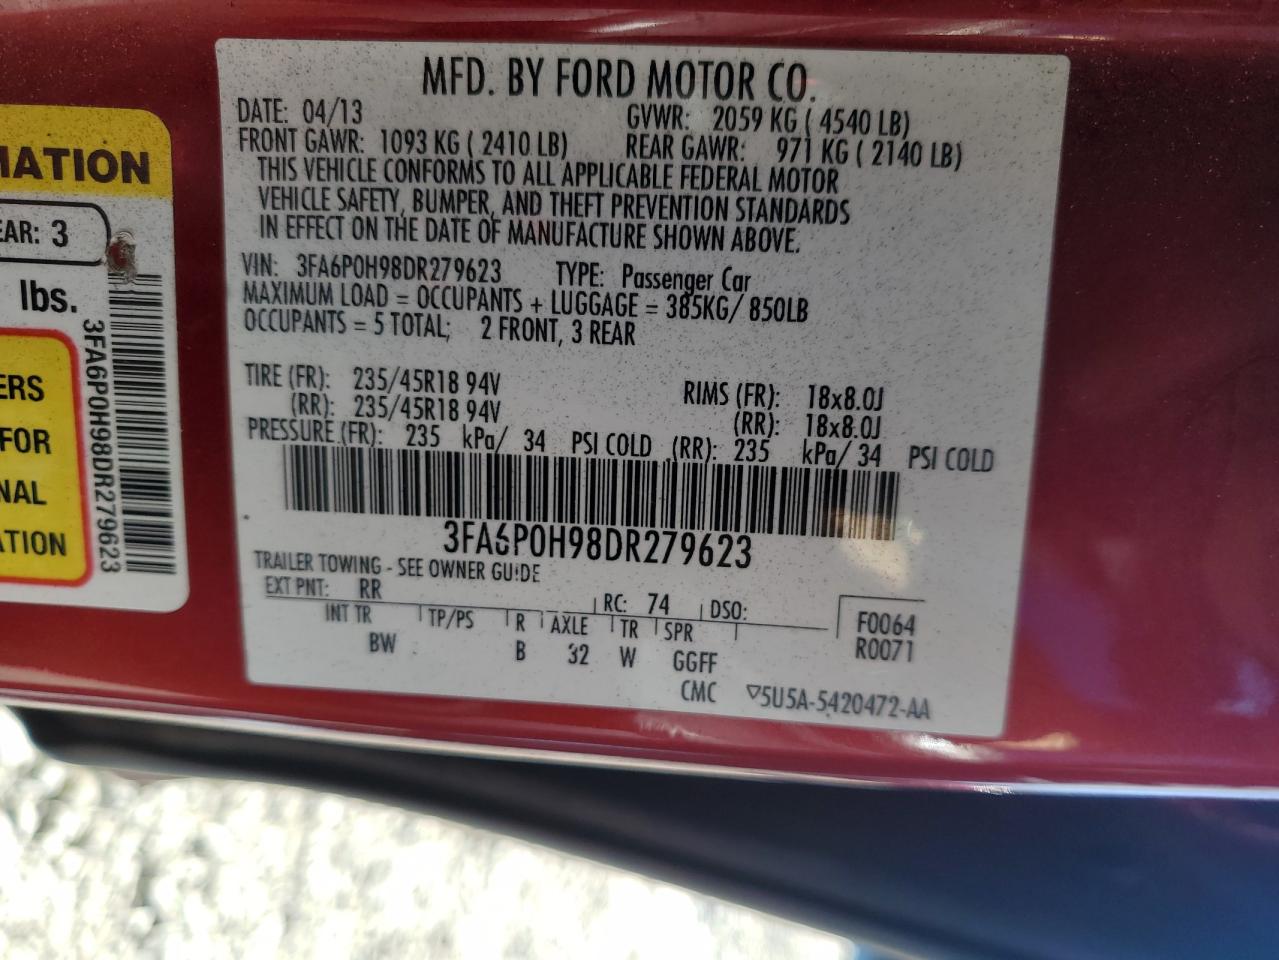 MFD. BY FORD MOTOR CO.
DATE: 04/13 GVWR: 2059 KG ( 4540 LB)
FRONT GAWR: 1093 KG ( 2410 LB) REAR GAWR: 971 KG ( 2140 LB)
THIS VEHICLE CONFORMS TO ALL APPLICABLE FEDERAL MOTOR
VEHICLE SAFETY, BUMPER, AND THEFT PREVENTION STANDARDS
IN EFFECT ON THE DATE OF MANUFACTURE SHOWN ABOVE.
VIN: 3FA6P0H98DR279623 TYPE: Passenger Car
MAXIMUM LOAD = OCCUPANTS + LUGGAGE = 385KG/ 850LB
OCCUPANTS = 5 TOTAL; 2 FRONT, 3 REAR
TIRE (FR): 235/45R18 94V RIMS (FR): 18x8.0J
(RR): 235/45R18 94V (RR): 18x8.0J
PRESSURE (FR): 235 kPa/ 34 PSI COLD (RR): 235 kPa/ 34 PSI COLD
3FA6P0H98DR279623
TRAILER TOWING - SEE OWNER GUIDE
EXT PNT: RR RC: 74 DSO:
INT TR TP/PS R AXLE TR SPR F0064
BW B 32 W GGFF R0071
CMC ▽5U5A-5420472-AA
MATION
EAR: 3
lbs.
3FA6P0H98DR279623
ERS
FOR
NAL
ATION